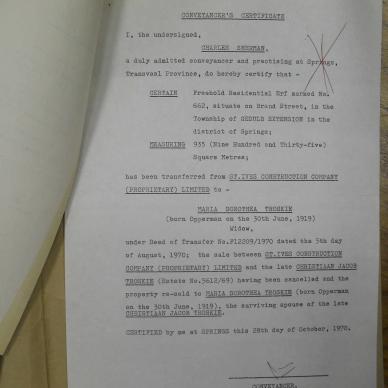 CONVEYANCER'S CERTIFICATE
I, the undersigned,
CHARLES SHERMAN,
a duly admitted conveyancer and practising at Springs,
Transvaal Province, do hereby certify that -
CERTAIN Freehold Residential Erf marked No.
662, situate on Brand Street, in the
Township of GEDULD EXTENSION in the
district of Springs;
MEASURING 935 (Nine Hundred and Thirty-five)
Square Metres;
has been transferred from ST.IVES CONSTRUCTION COMPANY
(PROPRIETARY) LIMITED to -
MARIA DOROTHEA TROSKIE
(born Opperman on the 30th June, 1919)
Widow,
under Deed of Transfer No.F12209/1970 dated the 5th day
of August, 1970; the sale between ST.IVES CONSTRUCTION
COMPANY (PROPRIETARY) LIMITED and the late CHRISTIAAN JACOB
TROSKIE (Estate No.5612/69) having been cancelled and the
property re-sold to MARIA DOROTHEA TROSKIE (born Opperman
on the 30th June, 1919), the surviving spouse of the late
CHRISTIAAN JACOB TROSKIE.
CERTIFIED by me at SPRINGS this 28th day of October, 1970.
CONVEYANCER.